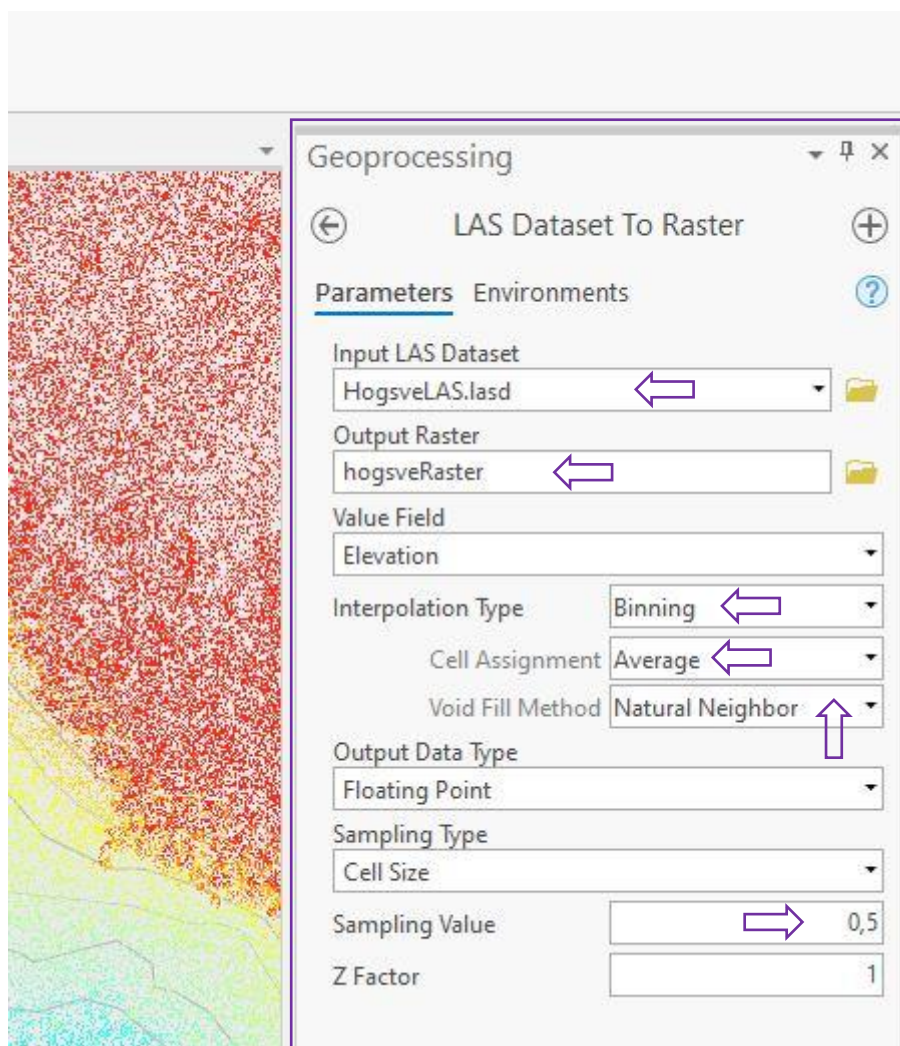 Geoprocessing
LAS Dataset To Raster
Parameters Environments
Input LAS Dataset
HogsveLAS.lasd
Output Raster
hogsveRaster
Value Field
Elevation
Interpolation Type Binning
Cell Assignment Average
Void Fill Method Natural Neighbor
Output Data Type
Floating Point
Sampling Type
Cell Size
Sampling Value 0,5
Z Factor 1